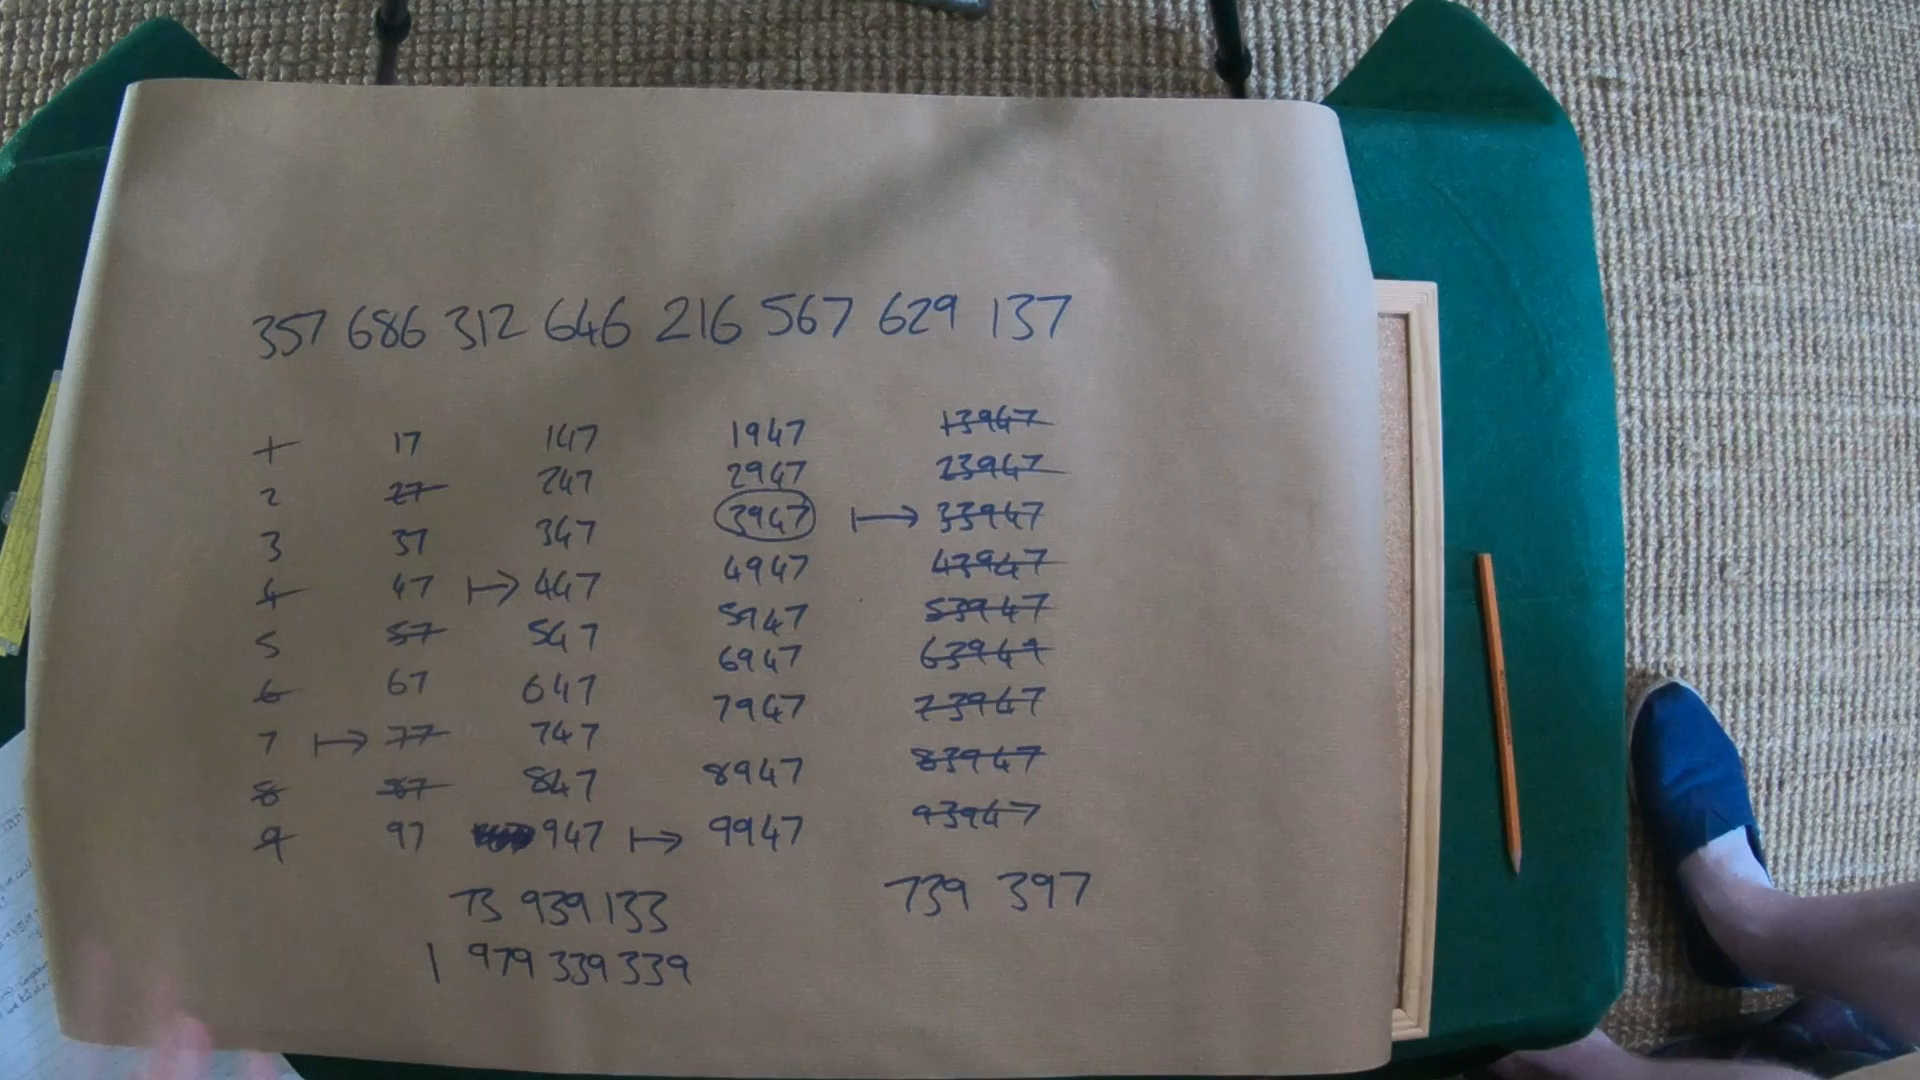 357 686 312 646 216 567 629 137
1 17 147 1947 13947
2 27 247 2947 23947
3 37 347 3947 ↦ 33947
4 47 ↦ 447 4947 43947
5 57 547 5947 53947
6 67 647 6947 63947
7 ↦ 77 747 7947 73947
8 87 847 8947 83947
9 97 947 ↦ 9947 93947
73 939 133 739 397
1 979 339 339